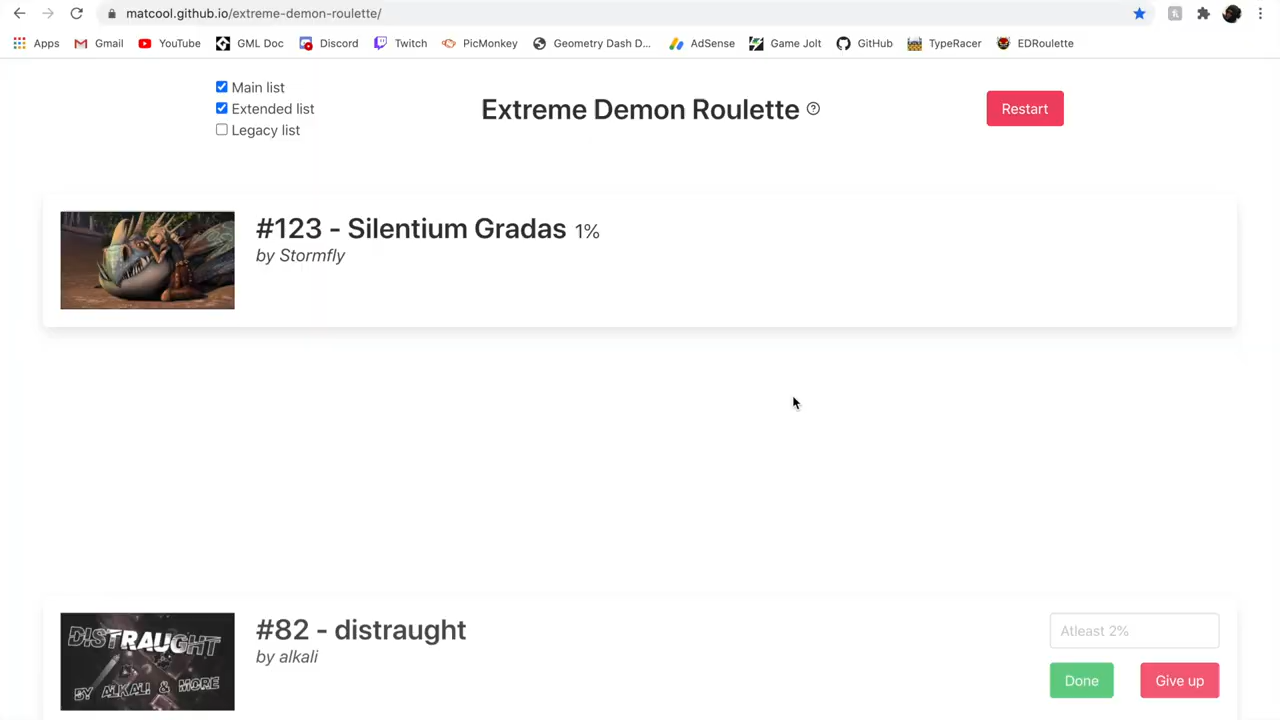 matcool.github.io/extreme-demon-roulette/
Apps Gmail YouTube GML Doc Discord Twitch PicMonkey Geometry Dash D... AdSense Game Jolt GitHub TypeRacer EDRoulette
Main list
Extended list
Legacy list
Extreme Demon Roulette ?
Restart
#123 - Silentium Gradas 1%
by Stormfly
#82 - distraught
by alkali
DISTRAUGHT
BY ALKALI & MORE
Atleast 2%
Done Give up